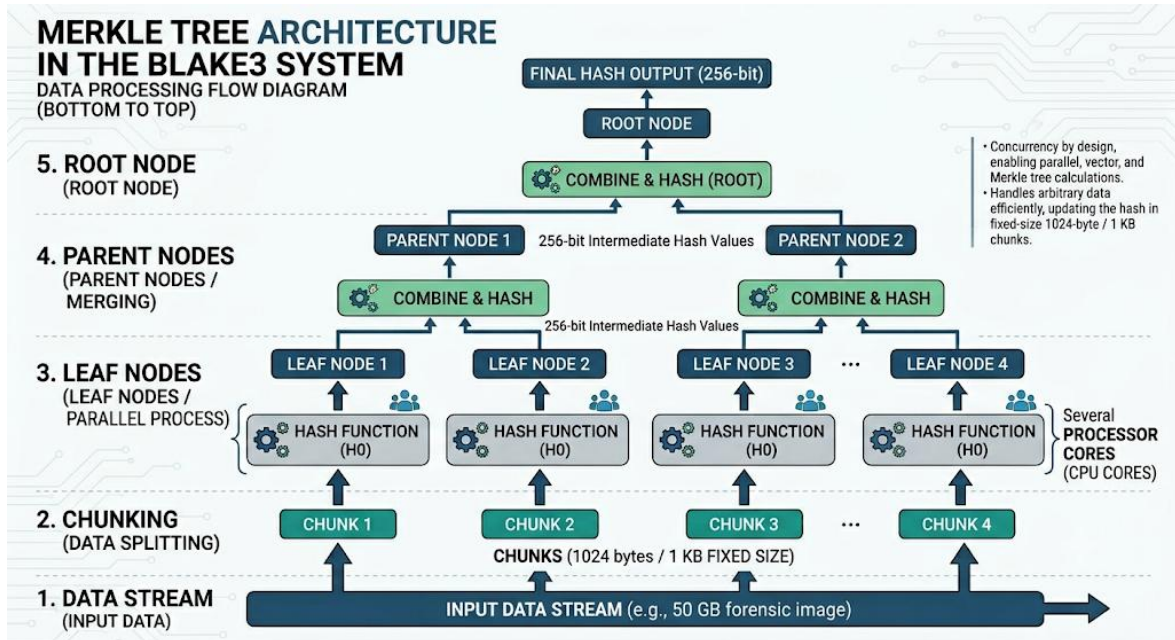 MERKLE TREE ARCHITECTURE
IN THE BLAKE3 SYSTEM
DATA PROCESSING FLOW DIAGRAM
(BOTTOM TO TOP)
FINAL HASH OUTPUT (256-bit)
ROOT NODE
5. ROOT NODE
(ROOT NODE)
COMBINE & HASH (ROOT)
• Concurrency by design,
enabling parallel, vector, and
Merkle tree calculations.
• Handles arbitrary data
efficiently, updating the hash in
fixed-size 1024-byte / 1 KB
chunks.
4. PARENT NODES
(PARENT NODES /
MERGING)
PARENT NODE 1
256-bit Intermediate Hash Values
PARENT NODE 2
COMBINE & HASH
COMBINE & HASH
256-bit Intermediate Hash Values
3. LEAF NODES
(LEAF NODES /
PARALLEL PROCESS)
LEAF NODE 1
LEAF NODE 2
LEAF NODE 3
...
LEAF NODE 4
HASH FUNCTION
(H0)
HASH FUNCTION
(H0)
HASH FUNCTION
(H0)
HASH FUNCTION
(H0)
Several
PROCESSOR
CORES
(CPU CORES)
2. CHUNKING
(DATA SPLITTING)
CHUNK 1
CHUNK 2
CHUNK 3
...
CHUNK 4
CHUNKS (1024 bytes / 1 KB FIXED SIZE)
1. DATA STREAM
(INPUT DATA)
INPUT DATA STREAM (e.g., 50 GB forensic image)